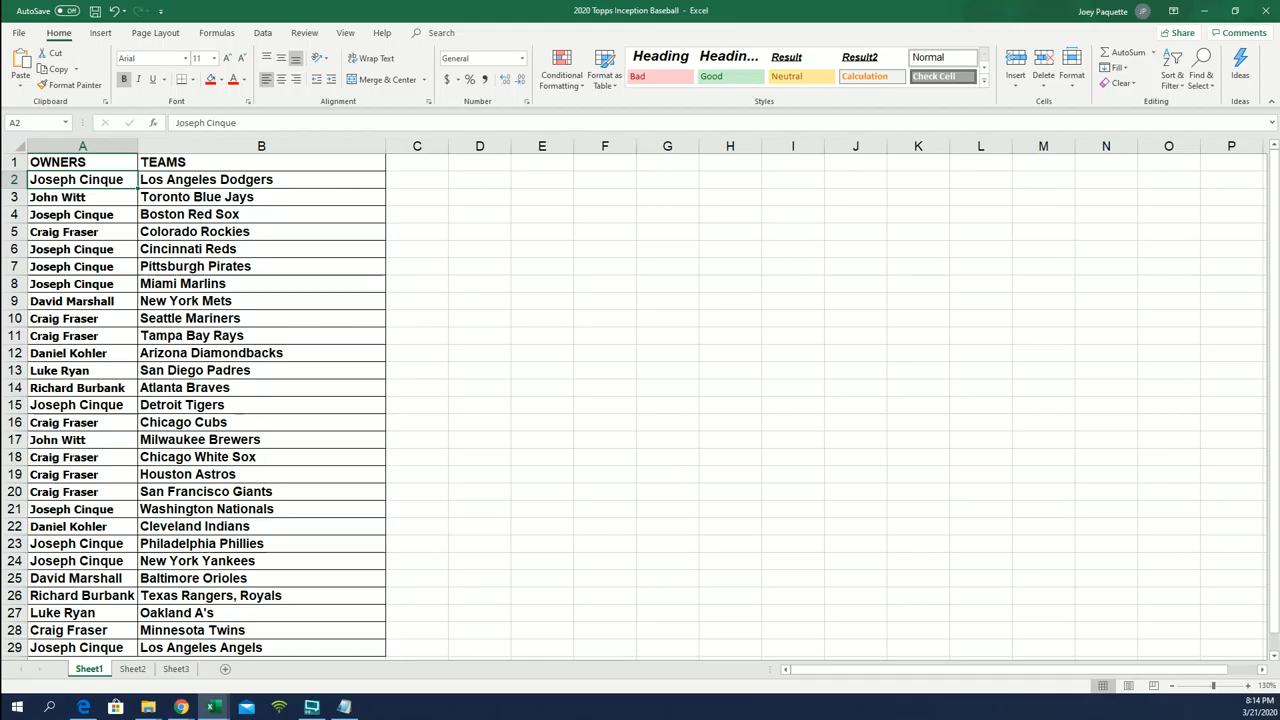 AutoSave Off
2020 Topps Inception Baseball - Excel
Joey Paquette JP
File Home Insert Page Layout Formulas Data Review View Help Search
Share Comments
Paste
Cut
Copy
Format Painter
Clipboard
Arial 11
B I U
Font
Wrap Text
Merge & Center
Alignment
General
$ % ,
Number
Conditional Formatting
Format as Table
Heading Headin... Result Result2 Normal
Bad Good Neutral Calculation Check Cell
Styles
Insert Delete Format
Cells
AutoSum
Fill
Clear
Sort & Filter
Find & Select
Editing
Ideas
Ideas
A2 fx Joseph Cinque
A B C D E F G H I J K L M N O P
1 OWNERS TEAMS
2 Joseph Cinque Los Angeles Dodgers
3 John Witt Toronto Blue Jays
4 Joseph Cinque Boston Red Sox
5 Craig Fraser Colorado Rockies
6 Joseph Cinque Cincinnati Reds
7 Joseph Cinque Pittsburgh Pirates
8 Joseph Cinque Miami Marlins
9 David Marshall New York Mets
10 Craig Fraser Seattle Mariners
11 Craig Fraser Tampa Bay Rays
12 Daniel Kohler Arizona Diamondbacks
13 Luke Ryan San Diego Padres
14 Richard Burbank Atlanta Braves
15 Joseph Cinque Detroit Tigers
16 Craig Fraser Chicago Cubs
17 John Witt Milwaukee Brewers
18 Craig Fraser Chicago White Sox
19 Craig Fraser Houston Astros
20 Craig Fraser San Francisco Giants
21 Joseph Cinque Washington Nationals
22 Daniel Kohler Cleveland Indians
23 Joseph Cinque Philadelphia Phillies
24 Joseph Cinque New York Yankees
25 David Marshall Baltimore Orioles
26 Richard Burbank Texas Rangers, Royals
27 Luke Ryan Oakland A's
28 Craig Fraser Minnesota Twins
29 Joseph Cinque Los Angeles Angels
Sheet1 Sheet2 Sheet3
130%
8:14 PM
3/21/2020